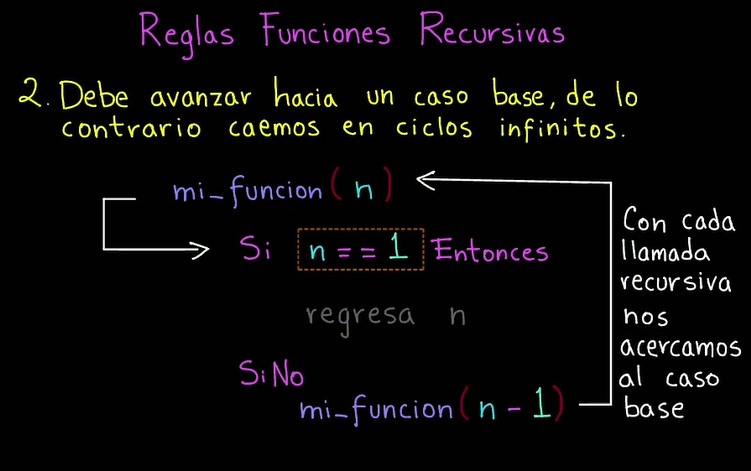 Reglas Funciones Recursivas
2. Debe avanzar hacia un caso base, de lo
contrario caemos en ciclos infinitos.
mi_funcion(n)
Si n == 1 Entonces
regresa n
SiNo
mi_funcion(n - 1)
Con cada
llamada
recursiva
nos
acercamos
al caso
base